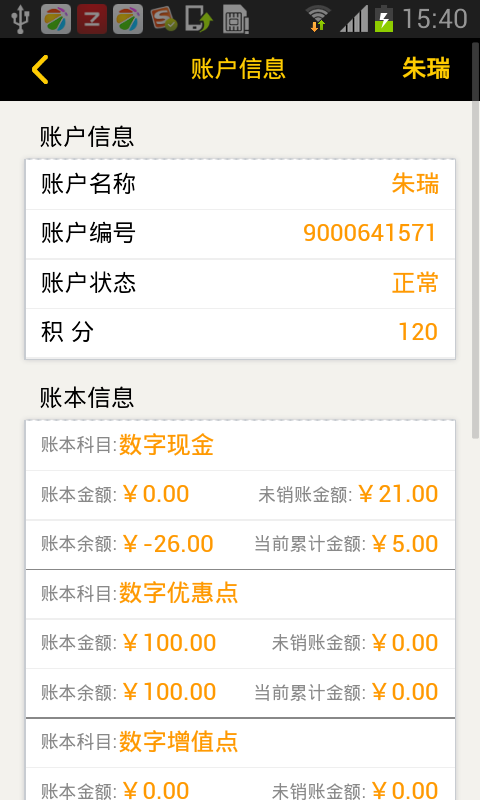 15:40
账户信息 朱瑞
账户信息
账户名称 朱瑞
账户编号 9000641571
账户状态 正常
积 分 120
账本信息
账本科目:数字现金
账本金额:￥0.00 未销账金额:￥21.00
账本余额:￥-26.00 当前累计金额:￥5.00
账本科目:数字优惠点
账本金额:￥100.00 未销账金额:￥0.00
账本余额:￥100.00 当前累计金额:￥0.00
账本科目:数字增值点
账本金额:￥0.00 未销账金额:￥0.00